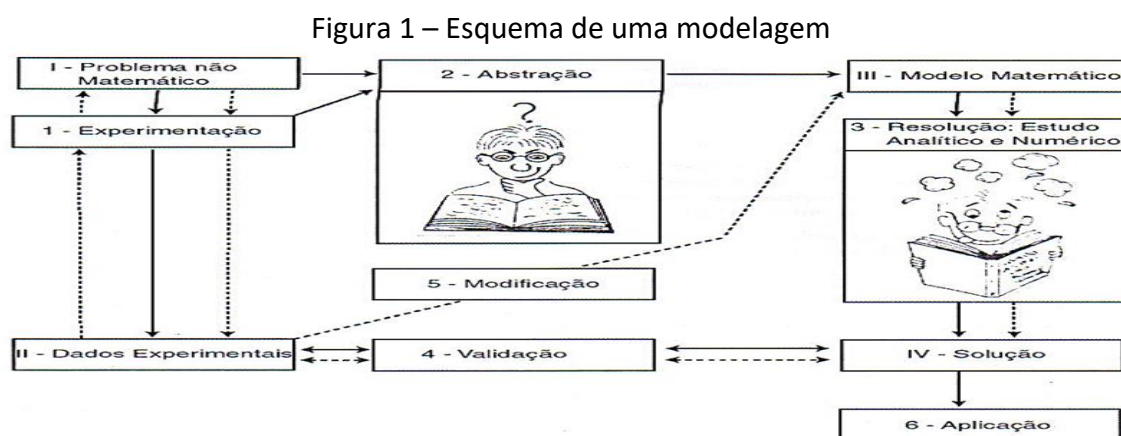 Figura 1 – Esquema de uma modelagem
I - Problema não
Matemático
2 - Abstração
III - Modelo Matemático
1 - Experimentação
3 - Resolução: Estudo
Analítico e Numérico
?
5 - Modificação
II - Dados Experimentais
4 - Validação
IV - Solução
6 - Aplicação